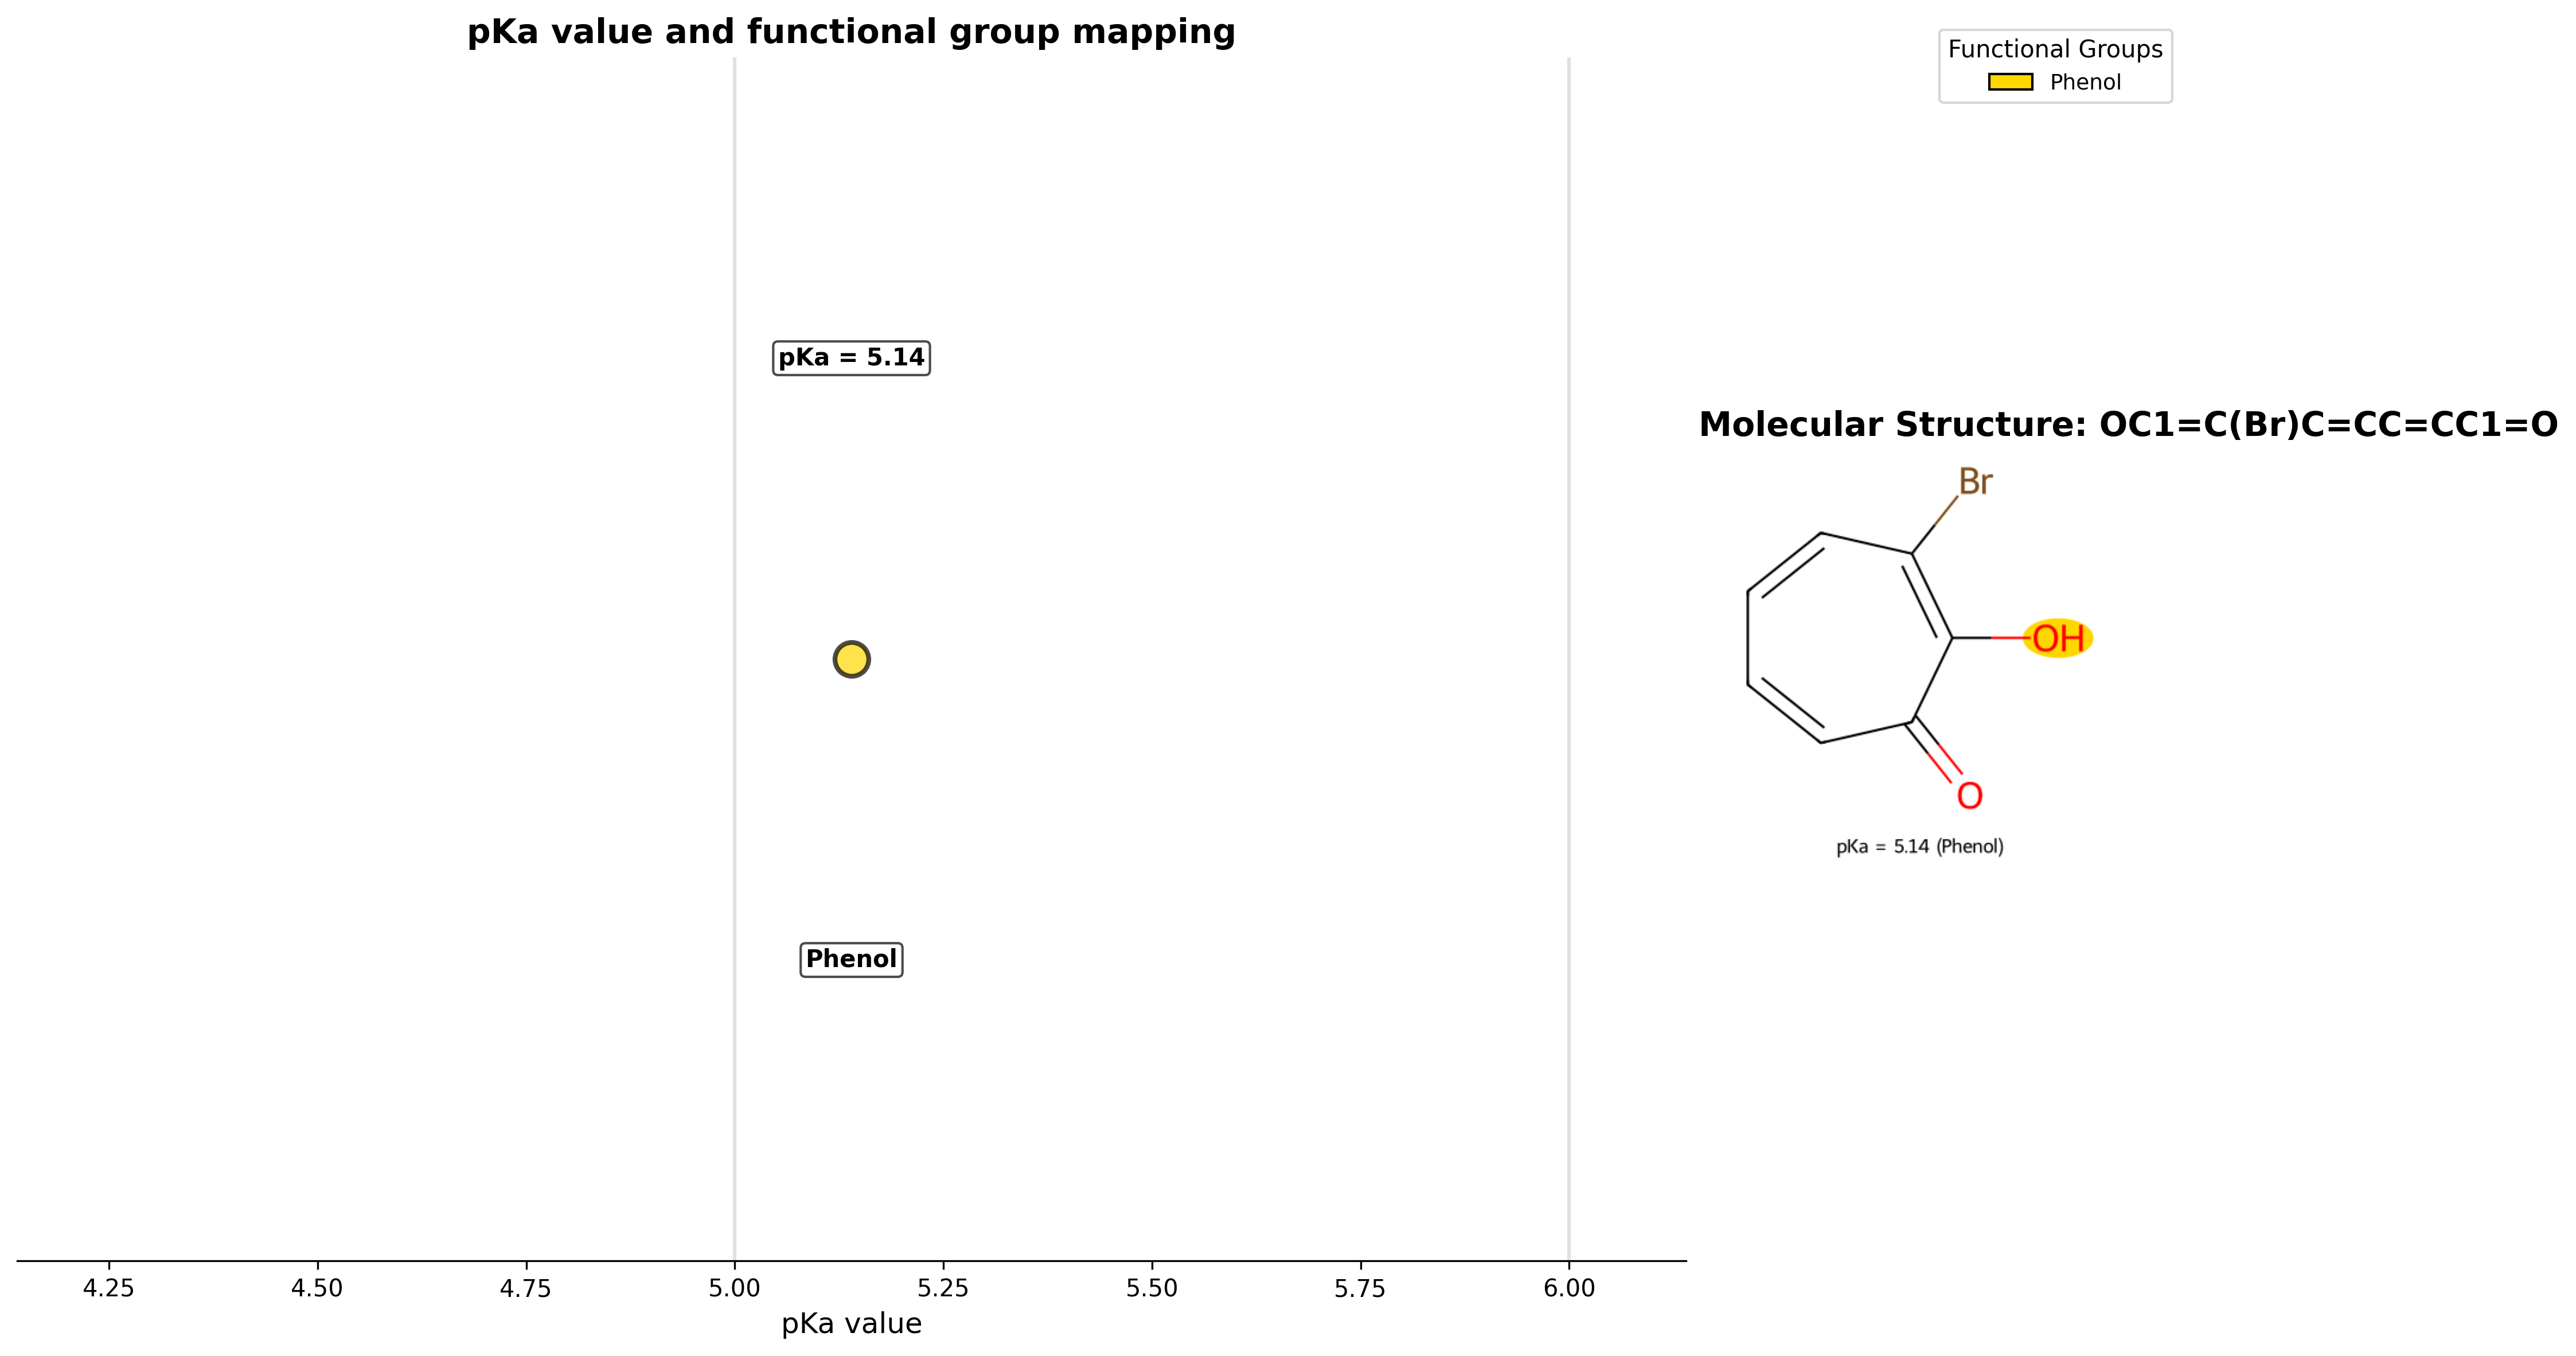 pKa value and functional group mapping
Functional Groups
Phenol
pKa = 5.14
Phenol
4.25 4.50 4.75 5.00 5.25 5.50 5.75 6.00
pKa value
Molecular Structure: OC1=C(Br)C=CC=CC1=O
Br
OH
O
pKa = 5.14 (Phenol)